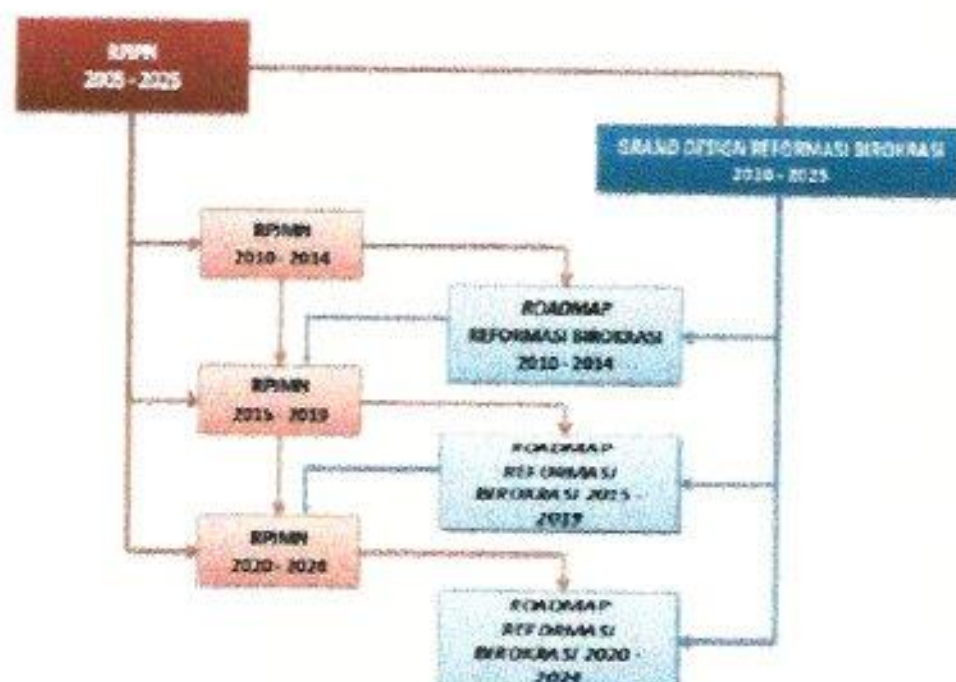 RPJPN
2005 - 2025
GRAND DESIGN REFORMASI BIROKRASI
2010 - 2025
RPJMN
2010 - 2014
ROADMAP
REFORMASI BIROKRASI
2010 - 2014
RPJMN
2015 - 2019
ROADMAP
REFORMASI
BIROKRASI 2015 -
2019
RPJMN
2020 - 2024
ROADMAP
REFORMASI
BIROKRASI 2020 -
2024